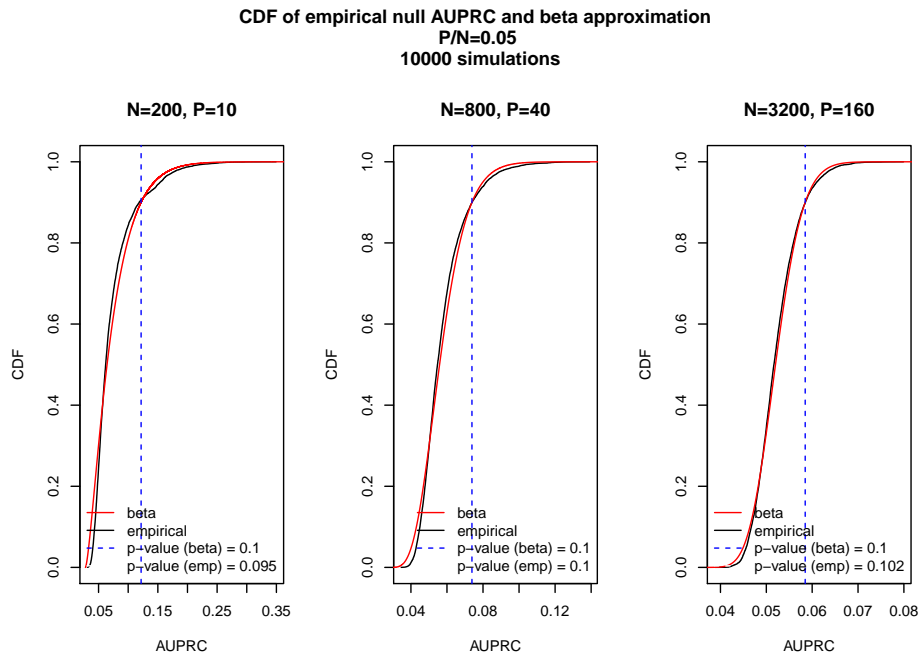 CDF of empirical null AUPRC and beta approximation
P/N=0.05
10000 simulations
N=200, P=10
CDF
0.0
0.2
0.4
0.6
0.8
1.0
beta
empirical
p−value (beta) = 0.1
p−value (emp) = 0.095
0.05
0.15
0.25
0.35
AUPRC
N=800, P=40
CDF
0.0
0.2
0.4
0.6
0.8
1.0
beta
empirical
p−value (beta) = 0.1
p−value (emp) = 0.1
0.04
0.08
0.12
AUPRC
N=3200, P=160
CDF
0.0
0.2
0.4
0.6
0.8
1.0
beta
empirical
p−value (beta) = 0.1
p−value (emp) = 0.102
0.04
0.05
0.06
0.07
0.08
AUPRC